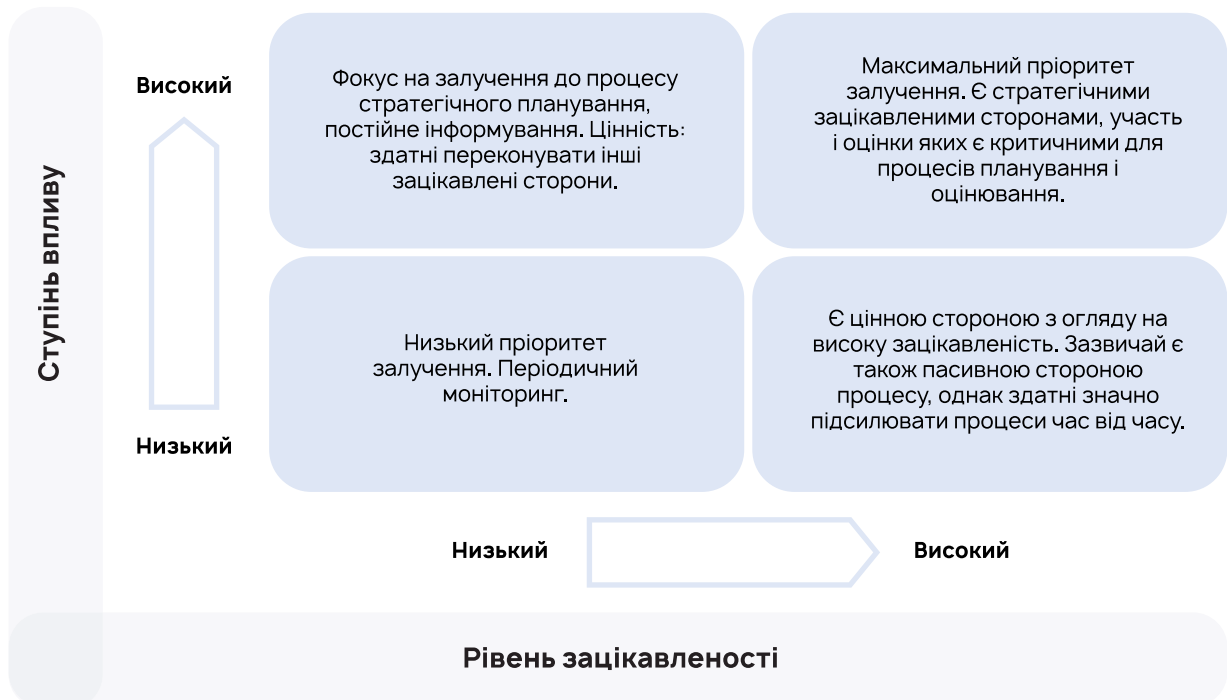 Ступінь впливу
Високий
Низький
Фокус на залучення до процесу
стратегічного планування,
постійне інформування. Цінність:
здатні переконувати інші
зацікавлені сторони.
Максимальний пріоритет
залучення. Є стратегічними
зацікавленими сторонами, участь
і оцінки яких є критичними для
процесів планування і
оцінювання.
Низький пріоритет
залучення. Періодичний
моніторинг.
Є цінною стороною з огляду на
високу зацікавленість. Зазвичай є
також пасивною стороною
процесу, однак здатні значно
підсилювати процеси час від часу.
Низький
Високий
Рівень зацікавленості